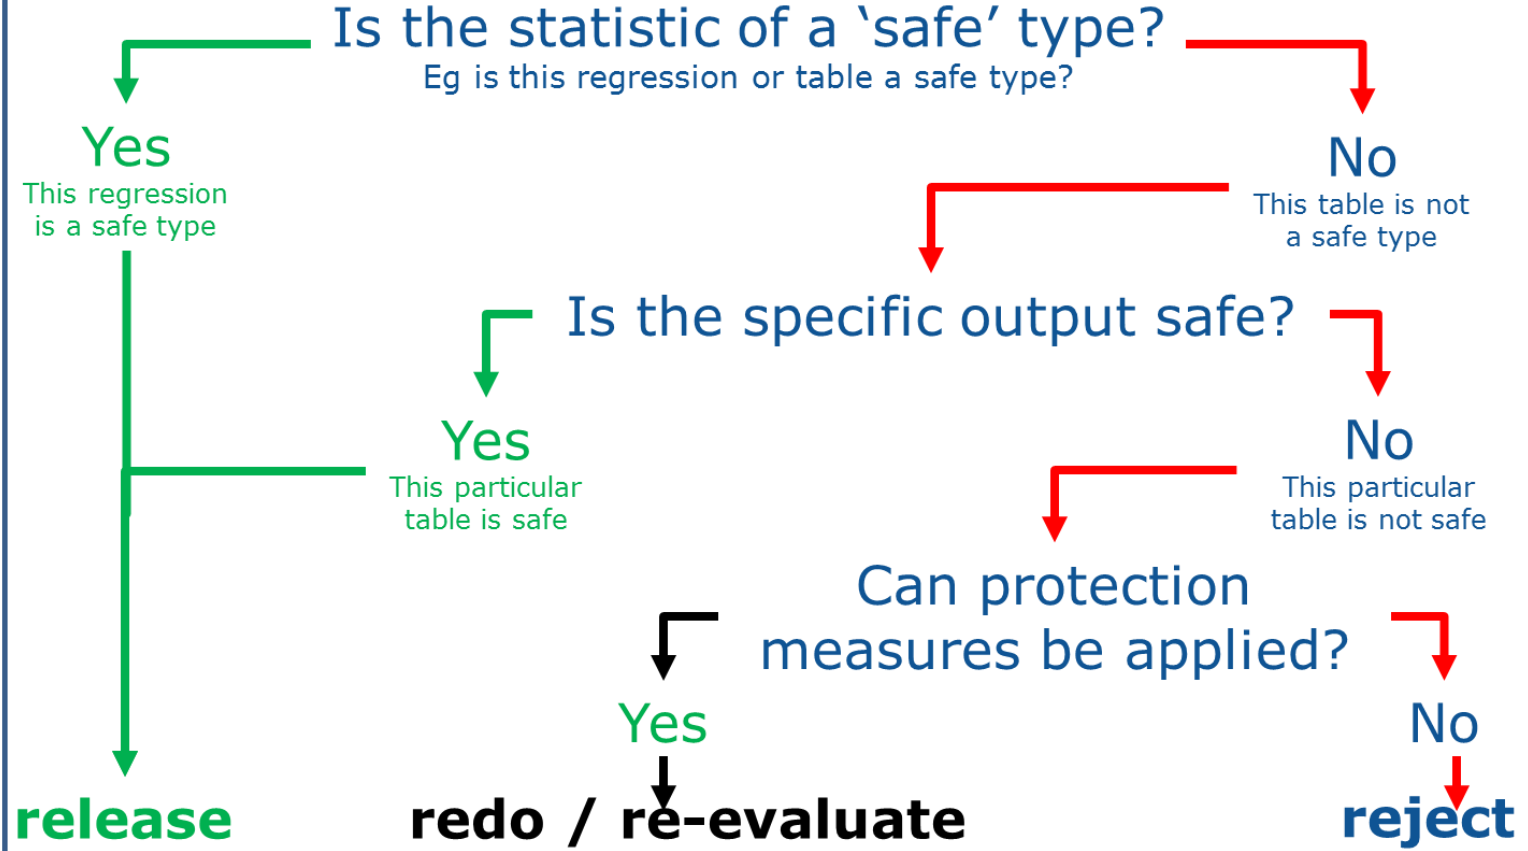 Is the statistic of a ‘safe’ type?
Eg is this regression or table a safe type?
Yes
This regression
is a safe type
No
This table is not
a safe type
Is the specific output safe?
Yes
This particular
table is safe
No
This particular
table is not safe
Can protection
measures be applied?
Yes
No
release
redo / re-evaluate
reject